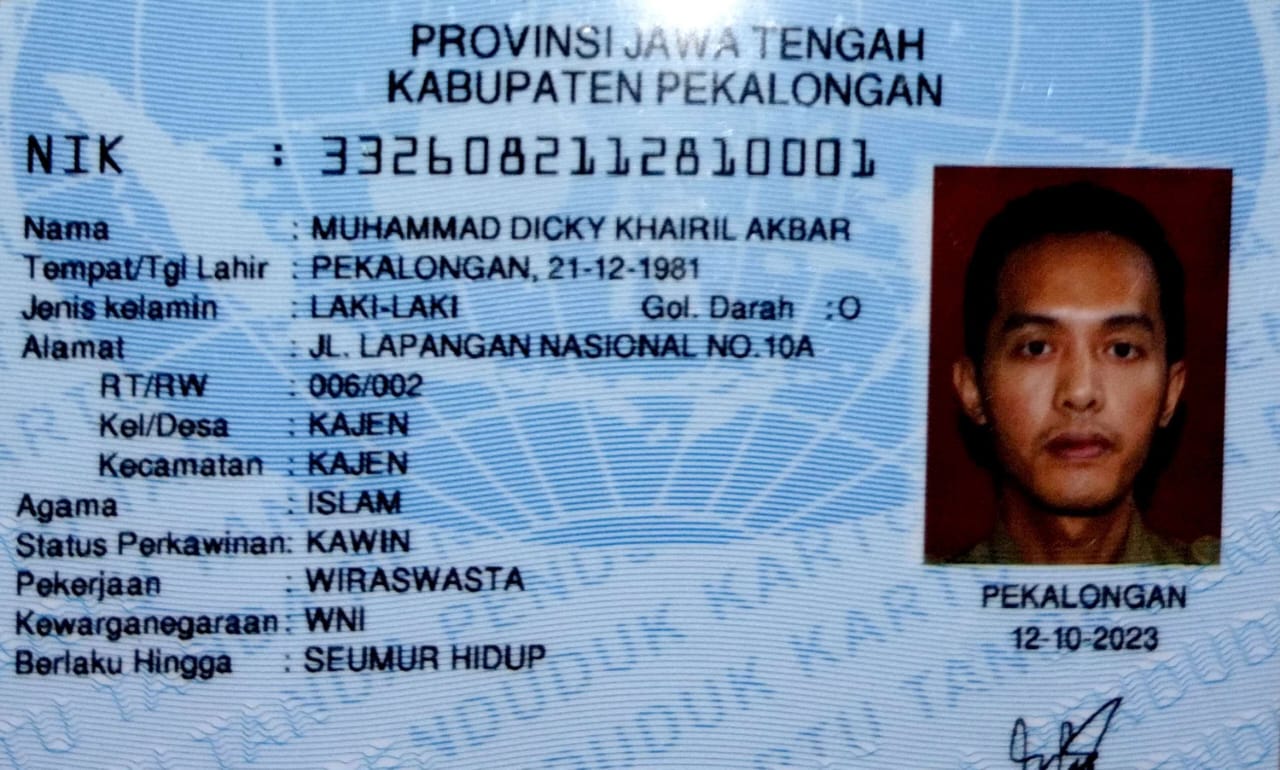 PROVINSI JAWA TENGAH
KABUPATEN PEKALONGAN
NIK : 3326082112810001
Nama : MUHAMMAD DICKY KHAIRIL AKBAR
Tempat/Tgl Lahir : PEKALONGAN, 21-12-1981
Jenis kelamin : LAKI-LAKI Gol. Darah :O
Alamat : JL. LAPANGAN NASIONAL NO.10A
RT/RW : 006/002
Kel/Desa : KAJEN
Kecamatan : KAJEN
Agama : ISLAM
Status Perkawinan: KAWIN
Pekerjaan : WIRASWASTA
Kewarganegaraan: WNI
Berlaku Hingga : SEUMUR HIDUP
PEKALONGAN
12-10-2023